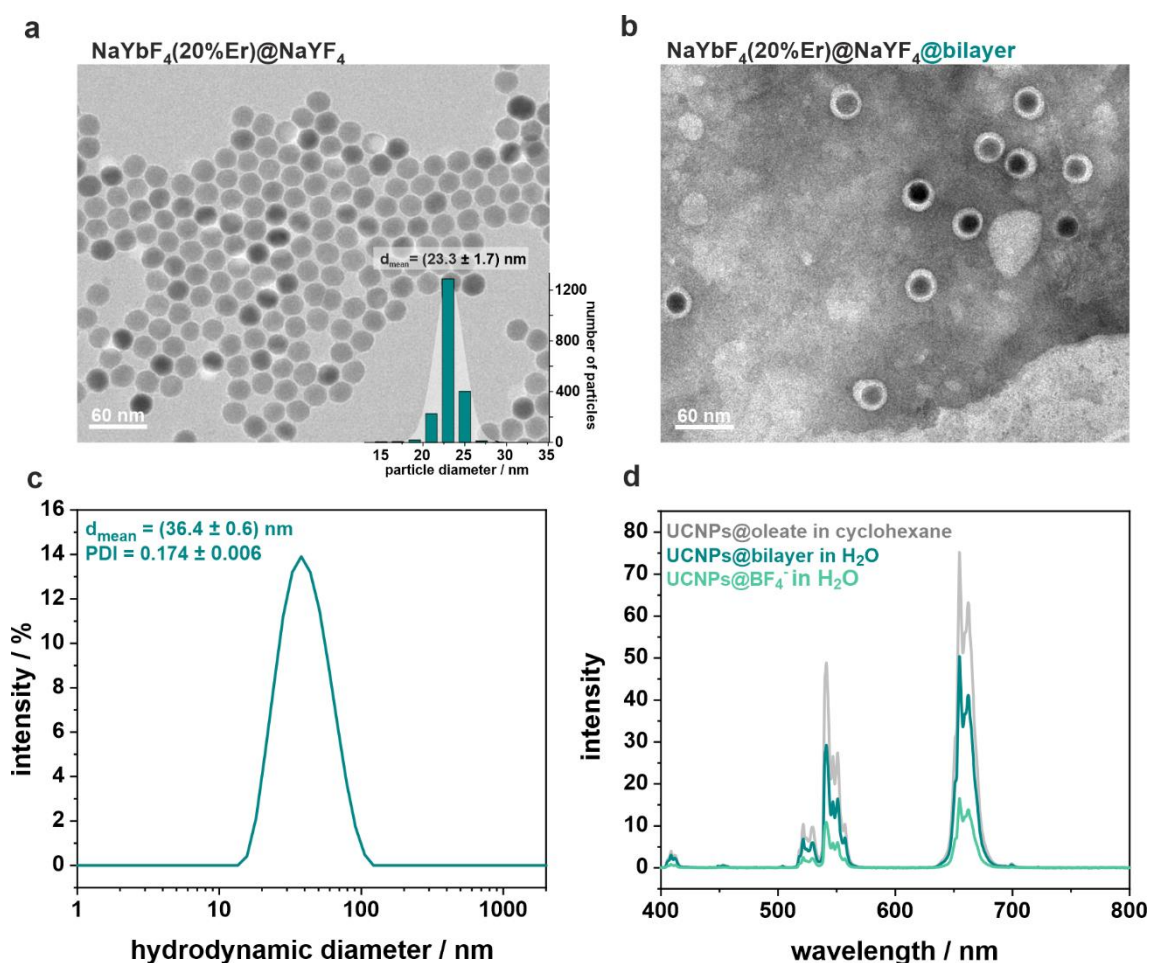 a
NaYbF₄(20%Er)@NaYF₄
d_mean = (23.3 ± 1.7) nm
1200
800
400
0
number of particles
15 20 25 30 35
particle diameter / nm
60 nm
b
NaYbF₄(20%Er)@NaYF₄@bilayer
60 nm
c
d_mean = (36.4 ± 0.6) nm
PDI = 0.174 ± 0.006
16
14
12
10
8
6
4
2
0
intensity / %
1 10 100 1000
hydrodynamic diameter / nm
d
UCNPs@oleate in cyclohexane
UCNPs@bilayer in H₂O
UCNPs@BF₄⁻ in H₂O
80
70
60
50
40
30
20
10
0
intensity
400 500 600 700 800
wavelength / nm